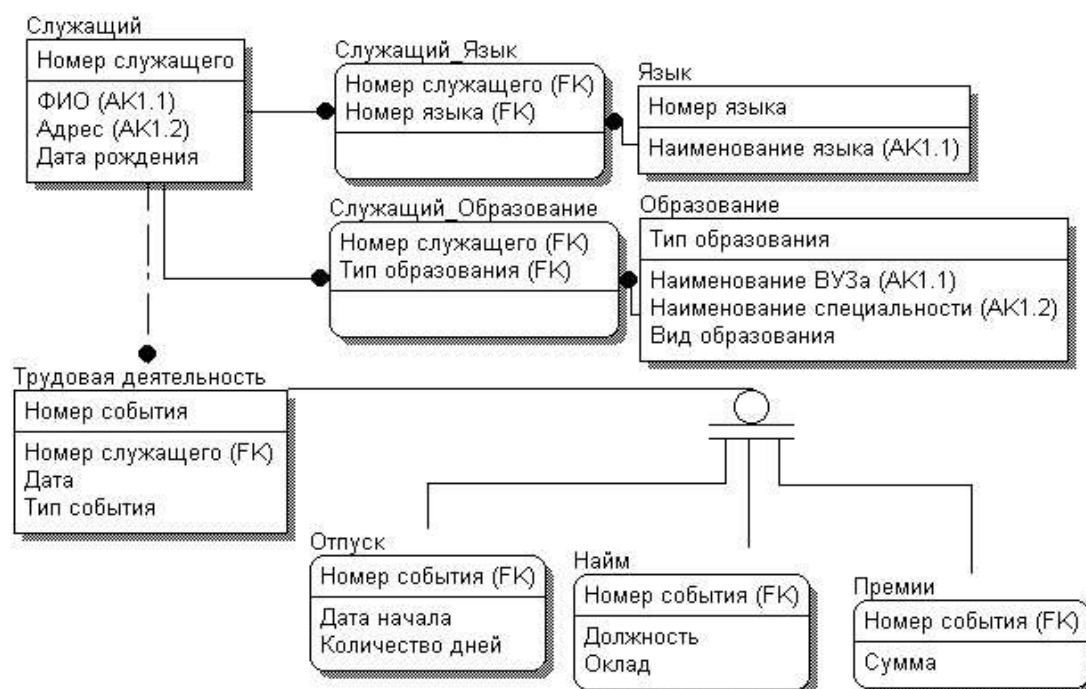 Служащий
Номер служащего
ФИО (AK1.1)
Адрес (AK1.2)
Дата рождения
Служащий_Язык
Номер служащего (FK)
Номер языка (FK)
Язык
Номер языка
Наименование языка (AK1.1)
Служащий_Образование
Номер служащего (FK)
Тип образования (FK)
Образование
Тип образования
Наименование ВУЗа (AK1.1)
Наименование специальности (AK1.2)
Вид образования
Трудовая деятельность
Номер события
Номер служащего (FK)
Дата
Тип события
Отпуск
Номер события (FK)
Дата начала
Количество дней
Найм
Номер события (FK)
Должность
Оклад
Премии
Номер события (FK)
Сумма